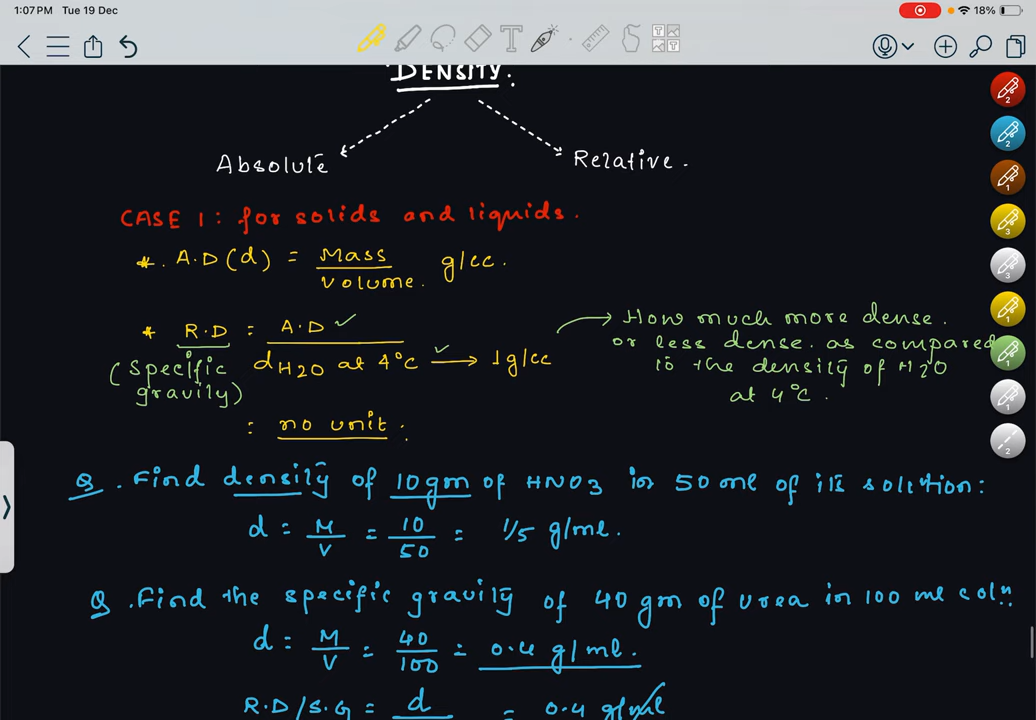 1:07PM Tue 19 Dec
18%
DENSITY:
Absolute
Relative.
CASE 1: for solids and liquids.
*. A.D(d) = Mass / volume. g/cc.
* R.D = A.D ✓ / dH2O at 4°C ✓ → 1g/cc
(Specific gravity)
→ How much more dense.
or less dense. as compared
to the density of H2O
at 4°C.
= no unit.
Q. Find density of 10gm of HNO3 in 50 ml of its solution:
d = M/V = 10/50 = 1/5 g/ml.
Q. Find the specific gravity of 40 gm of urea in 100 ml coln.
d = M/V = 40/100 = 0.4 g/ml.
R.D/S.G = d = 0.4 g/ml